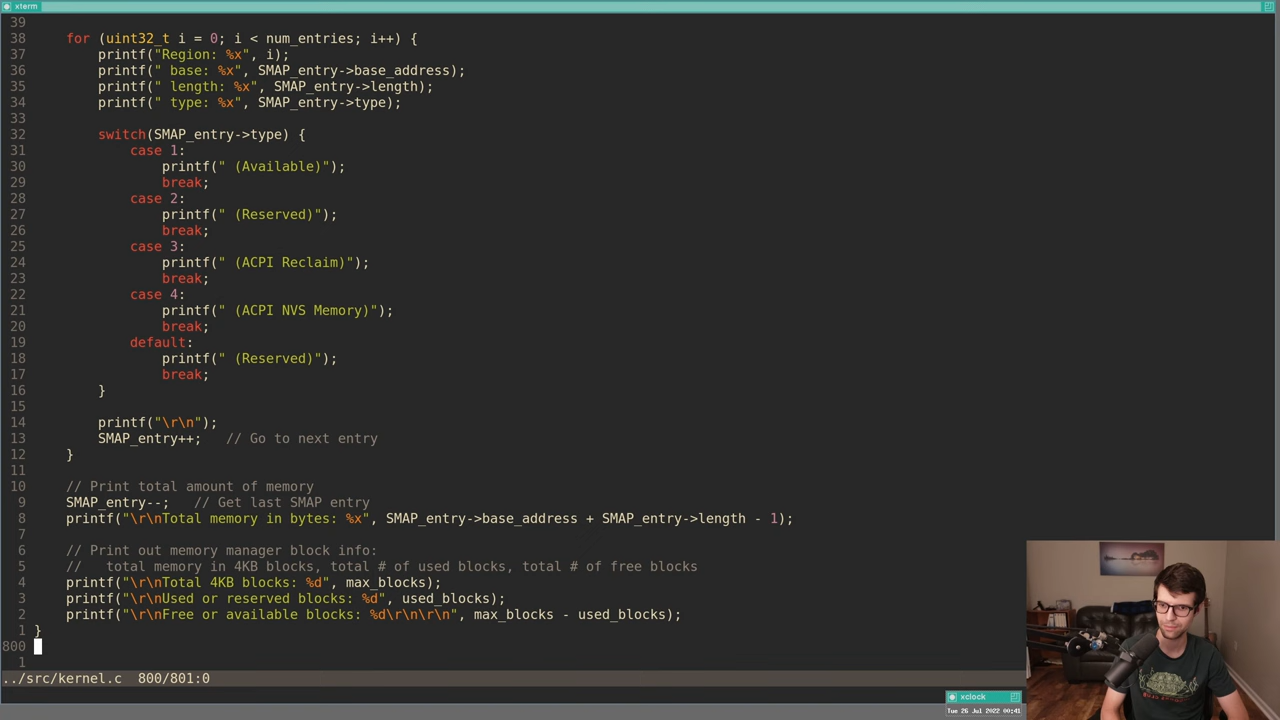 xterm
39
38     for (uint32_t i = 0; i < num_entries; i++) {
37         printf("Region: %x", i);
36         printf(" base: %x", SMAP_entry->base_address);
35         printf(" length: %x", SMAP_entry->length);
34         printf(" type: %x", SMAP_entry->type);
33
32         switch(SMAP_entry->type) {
31             case 1:
30                 printf(" (Available)");
29                 break;
28             case 2:
27                 printf(" (Reserved)");
26                 break;
25             case 3:
24                 printf(" (ACPI Reclaim)");
23                 break;
22             case 4:
21                 printf(" (ACPI NVS Memory)");
20                 break;
19             default:
18                 printf(" (Reserved)");
17                 break;
16         }
15
14         printf("\r\n");
13         SMAP_entry++;   // Go to next entry
12     }
11
10     // Print total amount of memory
9     SMAP_entry--;   // Get last SMAP entry
8     printf("\r\nTotal memory in bytes: %x", SMAP_entry->base_address + SMAP_entry->length - 1);
7
6     // Print out memory manager block info:
5     //   total memory in 4KB blocks, total # of used blocks, total # of free blocks
4     printf("\r\nTotal 4KB blocks: %d", max_blocks);
3     printf("\r\nUsed or reserved blocks: %d", used_blocks);
2     printf("\r\nFree or available blocks: %d\r\n\r\n", max_blocks - used_blocks);
1 }
800
1
../src/kernel.c  800/801:0
xclock
Tue 26 Jul 2022 00:41